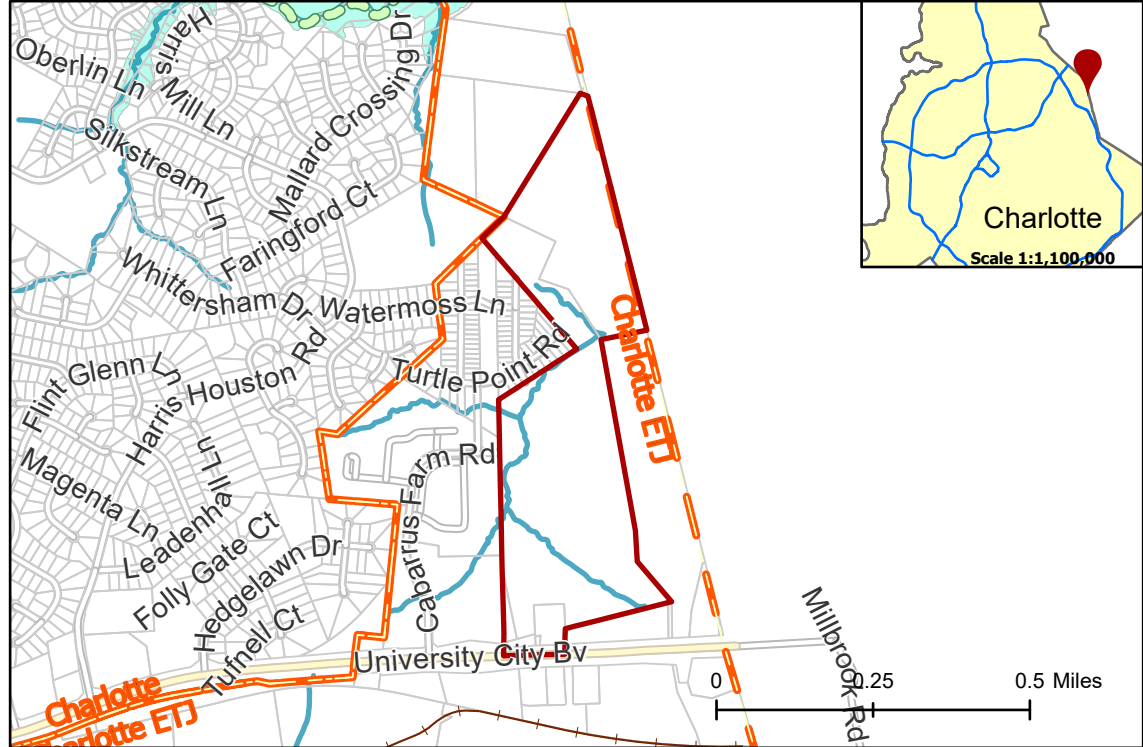 Oberlin Ln
Harris Mill Ln
Mallard Crossing Dr
Silkstream Ln
Faringford Ct
Whittersham Dr
Watermoss Ln
Turtle Point Rd
Flint Glenn Ln
Harris Houston Rd
Magenta Ln
Leadenhall Ln
Folly Gate Ct
Hedgelawn Dr
Tufnell Ct
Cabarrus Farm Rd
University City Bv
Millbrook Rd
Charlotte ETJ
Charlotte
Charlotte ETJ
Charlotte
Scale 1:1,100,000
0 0.25 0.5 Miles